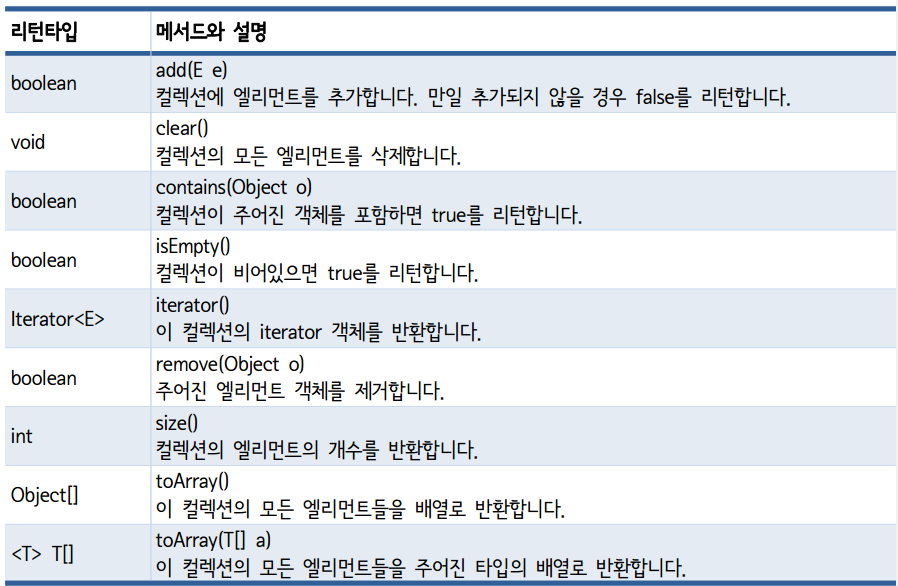 리턴타입 메서드와 설명
boolean add(E e)
컬렉션에 엘리먼트를 추가합니다. 만일 추가되지 않을 경우 false를 리턴합니다.
void clear()
컬렉션의 모든 엘리먼트를 삭제합니다.
boolean contains(Object o)
컬렉션이 주어진 객체를 포함하면 true를 리턴합니다.
boolean isEmpty()
컬렉션이 비어있으면 true를 리턴합니다.
Iterator<E> iterator()
이 컬렉션의 iterator 객체를 반환합니다.
boolean remove(Object o)
주어진 엘리먼트 객체를 제거합니다.
int size()
컬렉션의 엘리먼트의 개수를 반환합니다.
Object[] toArray()
이 컬렉션의 모든 엘리먼트들을 배열로 반환합니다.
<T> T[] toArray(T[] a)
이 컬렉션의 모든 엘리먼트들을 주어진 타입의 배열로 반환합니다.